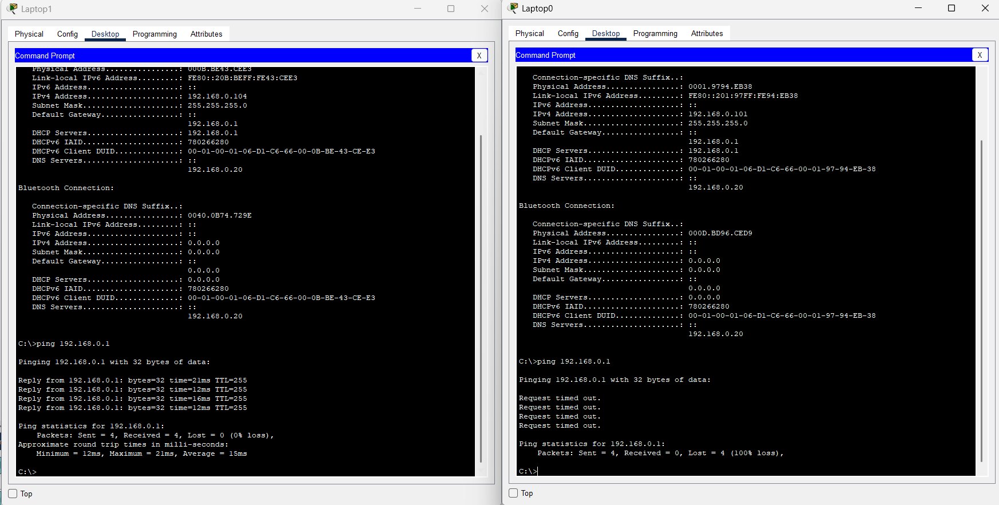 Laptop1
Physical Config Desktop Programming Attributes
Command Prompt X
Physical Address................: 000B.BE43.CEE3
Link-local IPv6 Address.........: FE80::20B:BEFF:FE43:CEE3
IPv6 Address....................: ::
IPv4 Address....................: 192.168.0.104
Subnet Mask.....................: 255.255.255.0
Default Gateway.................: ::
192.168.0.1
DHCP Servers....................: 192.168.0.1
DHCPv6 IAID.....................: 780266280
DHCPv6 Client DUID..............: 00-01-00-01-06-D1-C6-66-00-0B-BE-43-CE-E3
DNS Servers.....................: ::
192.168.0.20
Bluetooth Connection:
Connection-specific DNS Suffix..:
Physical Address................: 0040.0B74.729E
Link-local IPv6 Address.........: ::
IPv6 Address....................: ::
IPv4 Address....................: 0.0.0.0
Subnet Mask.....................: 0.0.0.0
Default Gateway.................: ::
0.0.0.0
DHCP Servers....................: 0.0.0.0
DHCPv6 IAID.....................: 780266280
DHCPv6 Client DUID..............: 00-01-00-01-06-D1-C6-66-00-0B-BE-43-CE-E3
DNS Servers.....................: ::
192.168.0.20
C:\>ping 192.168.0.1
Pinging 192.168.0.1 with 32 bytes of data:
Reply from 192.168.0.1: bytes=32 time=21ms TTL=255
Reply from 192.168.0.1: bytes=32 time=12ms TTL=255
Reply from 192.168.0.1: bytes=32 time=16ms TTL=255
Reply from 192.168.0.1: bytes=32 time=12ms TTL=255
Ping statistics for 192.168.0.1:
Packets: Sent = 4, Received = 4, Lost = 0 (0% loss),
Approximate round trip times in milli-seconds:
Minimum = 12ms, Maximum = 21ms, Average = 15ms
C:\>
Top
Laptop0
Physical Config Desktop Programming Attributes
Command Prompt X
Connection-specific DNS Suffix..:
Physical Address................: 0001.9794.EB38
Link-local IPv6 Address.........: FE80::201:97FF:FE94:EB38
IPv6 Address....................: ::
IPv4 Address....................: 192.168.0.101
Subnet Mask.....................: 255.255.255.0
Default Gateway.................: ::
192.168.0.1
DHCP Servers....................: 192.168.0.1
DHCPv6 IAID.....................: 780266280
DHCPv6 Client DUID..............: 00-01-00-01-06-D1-C6-66-00-01-97-94-EB-38
DNS Servers.....................: ::
192.168.0.20
Bluetooth Connection:
Connection-specific DNS Suffix..:
Physical Address................: 000D.BD96.CED9
Link-local IPv6 Address.........: ::
IPv6 Address....................: ::
IPv4 Address....................: 0.0.0.0
Subnet Mask.....................: 0.0.0.0
Default Gateway.................: ::
0.0.0.0
DHCP Servers....................: 0.0.0.0
DHCPv6 IAID.....................: 780266280
DHCPv6 Client DUID..............: 00-01-00-01-06-D1-C6-66-00-01-97-94-EB-38
DNS Servers.....................: ::
192.168.0.20
C:\>ping 192.168.0.1
Pinging 192.168.0.1 with 32 bytes of data:
Request timed out.
Request timed out.
Request timed out.
Request timed out.
Ping statistics for 192.168.0.1:
Packets: Sent = 4, Received = 0, Lost = 4 (100% loss),
C:\>
Top